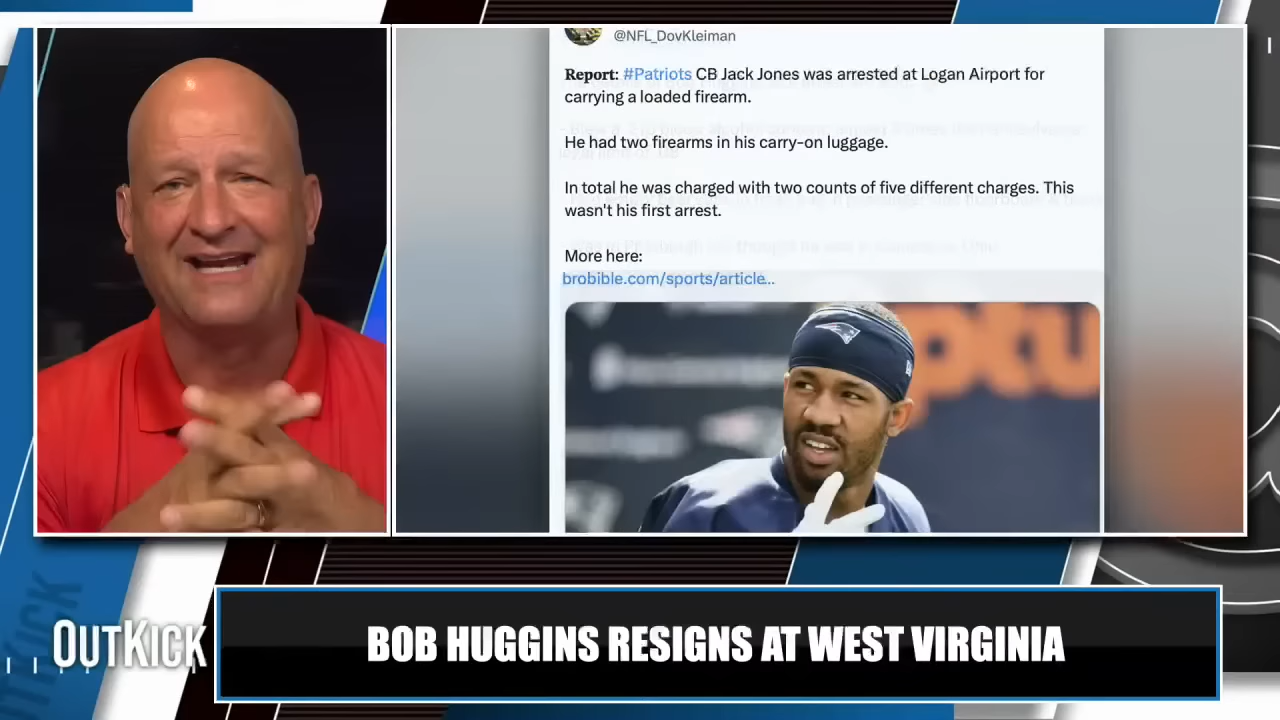 @NFL_DovKleiman
Report: #Patriots CB Jack Jones was arrested at Logan Airport for
carrying a loaded firearm.
He had two firearms in his carry-on luggage.
In total he was charged with two counts of five different charges. This
wasn't his first arrest.
More here:
brobible.com/sports/article...
OUTKICK
BOB HUGGINS RESIGNS AT WEST VIRGINIA